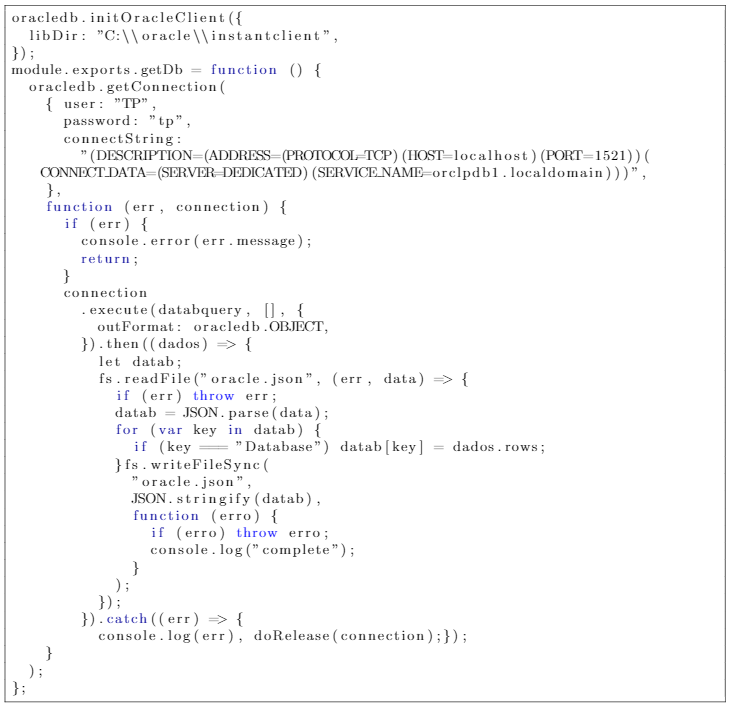 oracledb.initOracleClient({
  libDir: "C:\\oracle\\instantclient",
});
module.exports.getDb = function () {
  oracledb.getConnection(
    { user: "TP",
      password: "tp",
      connectString:
        "(DESCRIPTION=(ADDRESS=(PROTOCOL=TCP)(HOST=localhost)(PORT=1521))(
    CONNECT_DATA=(SERVER=DEDICATED)(SERVICE_NAME=orclpdb1.localdomain)))",
    },
    function (err, connection) {
      if (err) {
        console.error(err.message);
        return;
      }
      connection
        .execute(databquery, [], {
          outFormat: oracledb.OBJECT,
        }).then((dados) => {
          let datab;
          fs.readFile("oracle.json", (err, data) => {
            if (err) throw err;
            datab = JSON.parse(data);
            for (var key in datab) {
              if (key === "Database") datab[key] = dados.rows;
            }fs.writeFileSync(
              "oracle.json",
              JSON.stringify(datab),
              function (erro) {
                if (erro) throw erro;
                console.log("complete");
              }
            );
          });
        }).catch((err) => {
          console.log(err), doRelease(connection);});
    }
  );
};